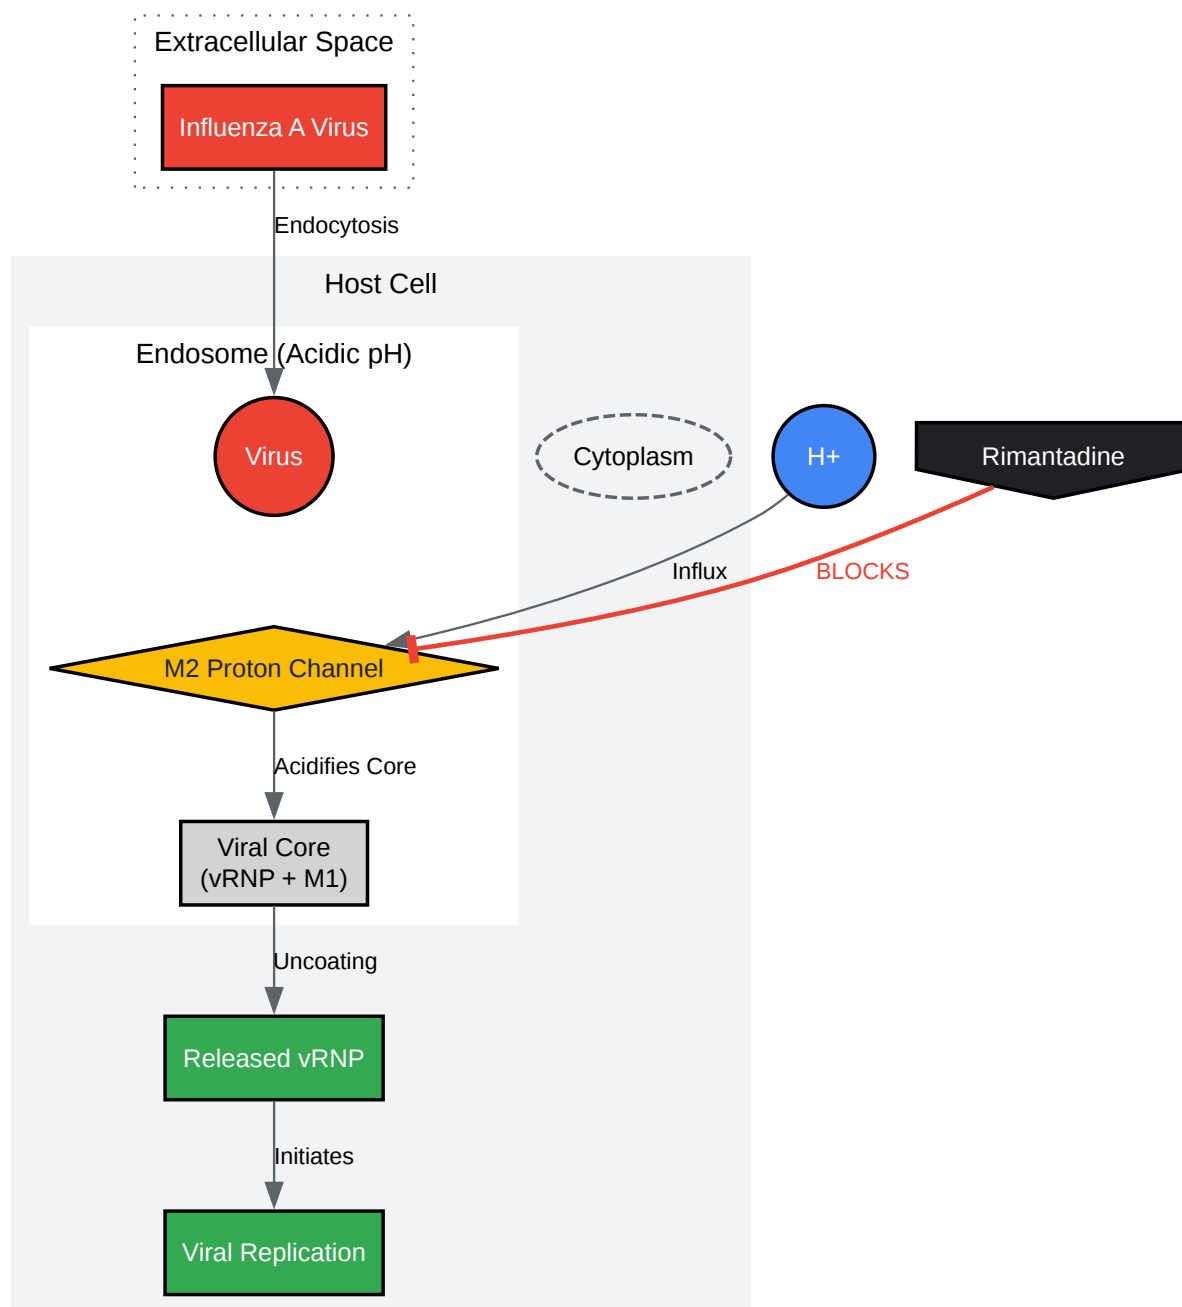 Extracellular Space
Influenza A Virus
Endocytosis
Host Cell
Endosome (Acidic pH)
Virus
Cytoplasm
H+
Rimantadine
Influx
BLOCKS
M2 Proton Channel
Acidifies Core
Viral Core
(vRNP + M1)
Uncoating
Released vRNP
Initiates
Viral Replication